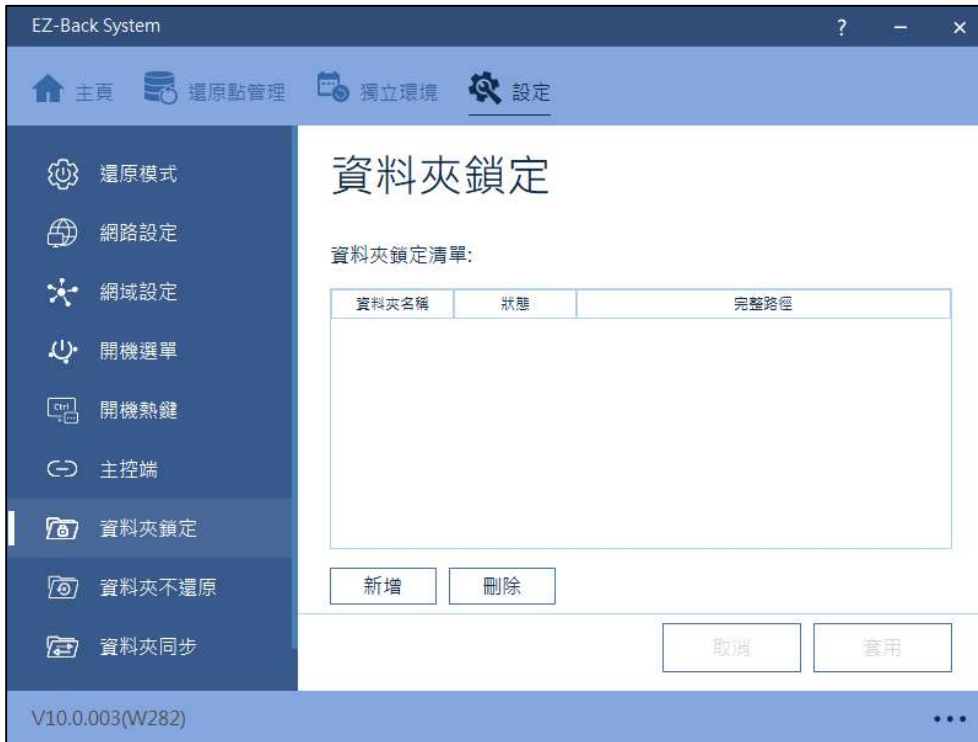 EZ-Back System
?
主頁 還原點管理 獨立環境 設定
還原模式
網路設定
網域設定
開機選單
Ctrl
開機熱鍵
主控端
資料夾鎖定
資料夾不還原
資料夾同步
資料夾鎖定
資料夾鎖定清單:
資料夾名稱 狀態 完整路徑
新增 刪除
取消 套用
V10.0.003(W282)